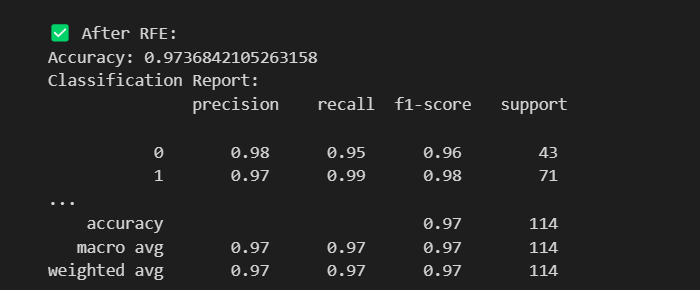 ✅ After RFE:
Accuracy: 0.9736842105263158
Classification Report:
precision recall f1-score support
0 0.98 0.95 0.96 43
1 0.97 0.99 0.98 71
...
accuracy 0.97 114
macro avg 0.97 0.97 0.97 114
weighted avg 0.97 0.97 0.97 114